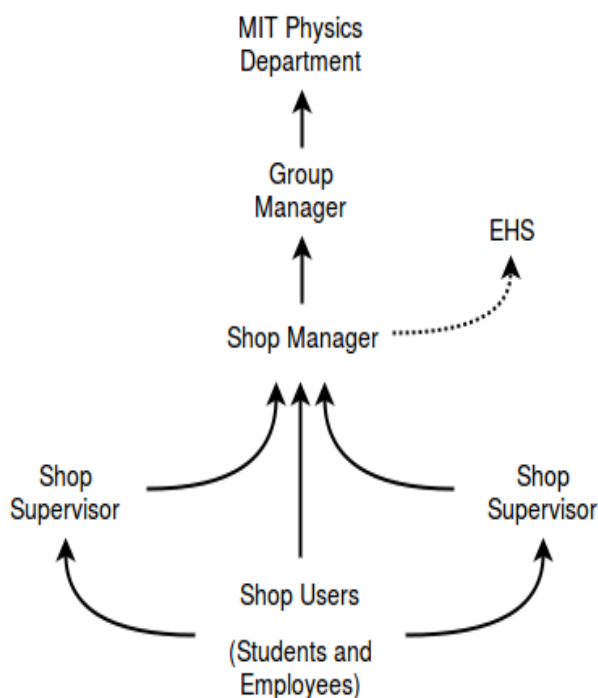 MIT Physics
Department
Group
Manager
EHS
Shop Manager
Shop
Supervisor
Shop
Supervisor
Shop Users
(Students and
Employees)